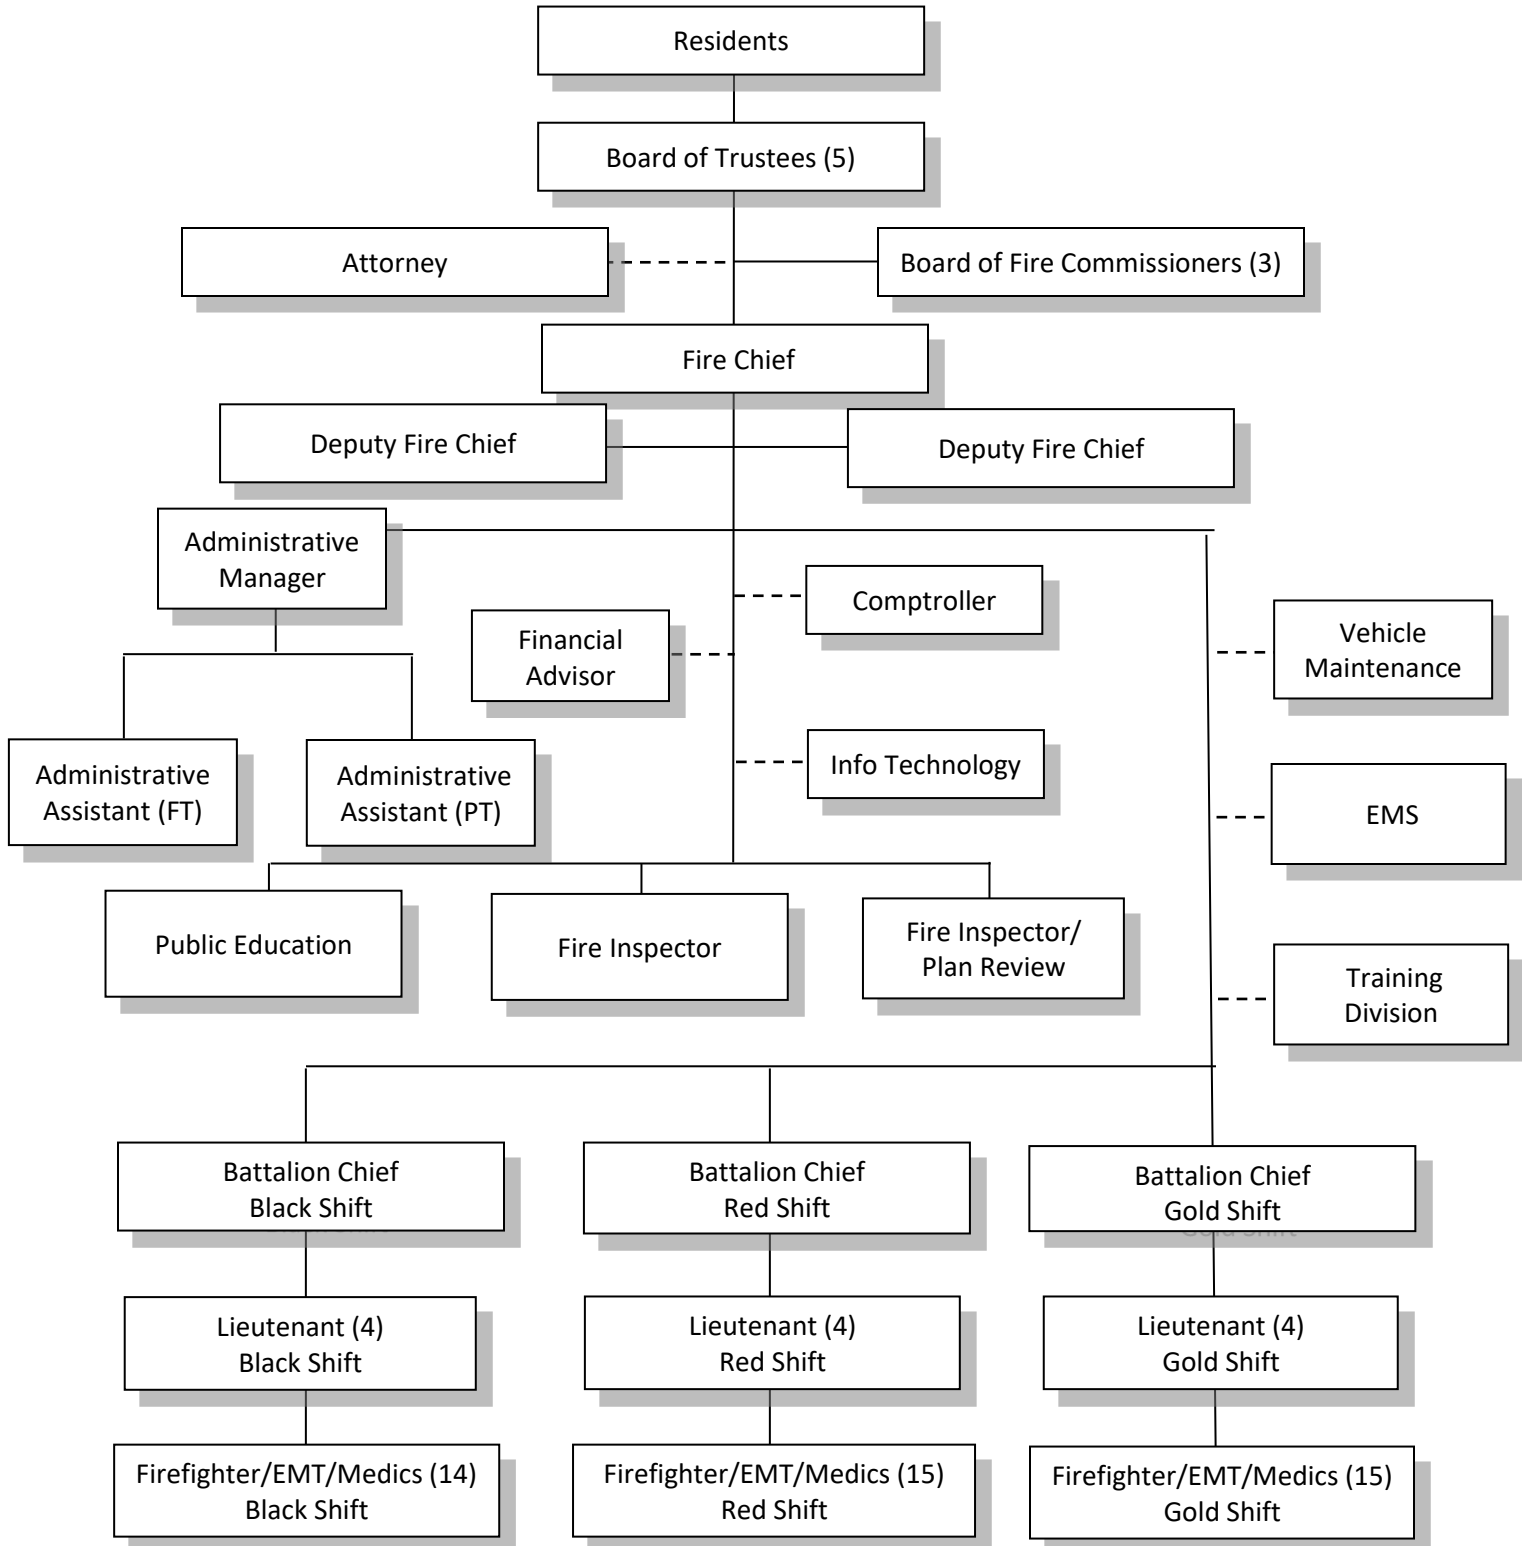 Residents
Board of Trustees (5)
Attorney
Board of Fire Commissioners (3)
Fire Chief
Deputy Fire Chief
Deputy Fire Chief
Administrative
Manager
Comptroller
Financial
Advisor
Vehicle
Maintenance
Administrative
Assistant (FT)
Administrative
Assistant (PT)
Info Technology
EMS
Public Education
Fire Inspector
Fire Inspector/
Plan Review
Training
Division
Battalion Chief
Black Shift
Battalion Chief
Red Shift
Battalion Chief
Gold Shift
Lieutenant (4)
Black Shift
Lieutenant (4)
Red Shift
Lieutenant (4)
Gold Shift
Firefighter/EMT/Medics (14)
Black Shift
Firefighter/EMT/Medics (15)
Red Shift
Firefighter/EMT/Medics (15)
Gold Shift